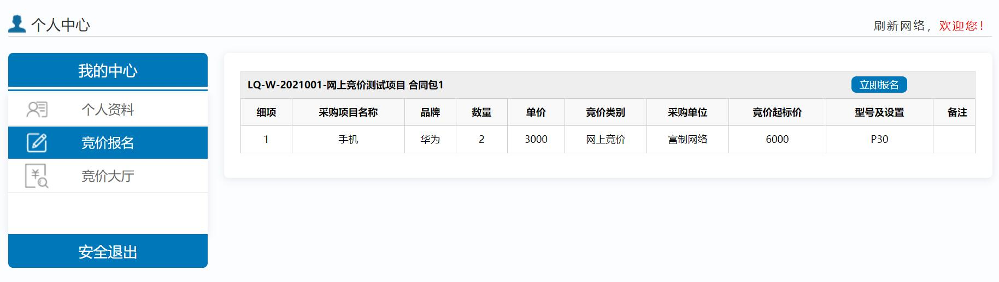 个人中心
刷新网络，欢迎您！
我的中心
个人资料
竞价报名
竞价大厅
安全退出
LQ-W-2021001-网上竞价测试项目 合同包1 立即报名
细项 采购项目名称 品牌 数量 单价 竞价类别 采购单位 竞价起标价 型号及设置 备注
1 手机 华为 2 3000 网上竞价 富制网络 6000 P30